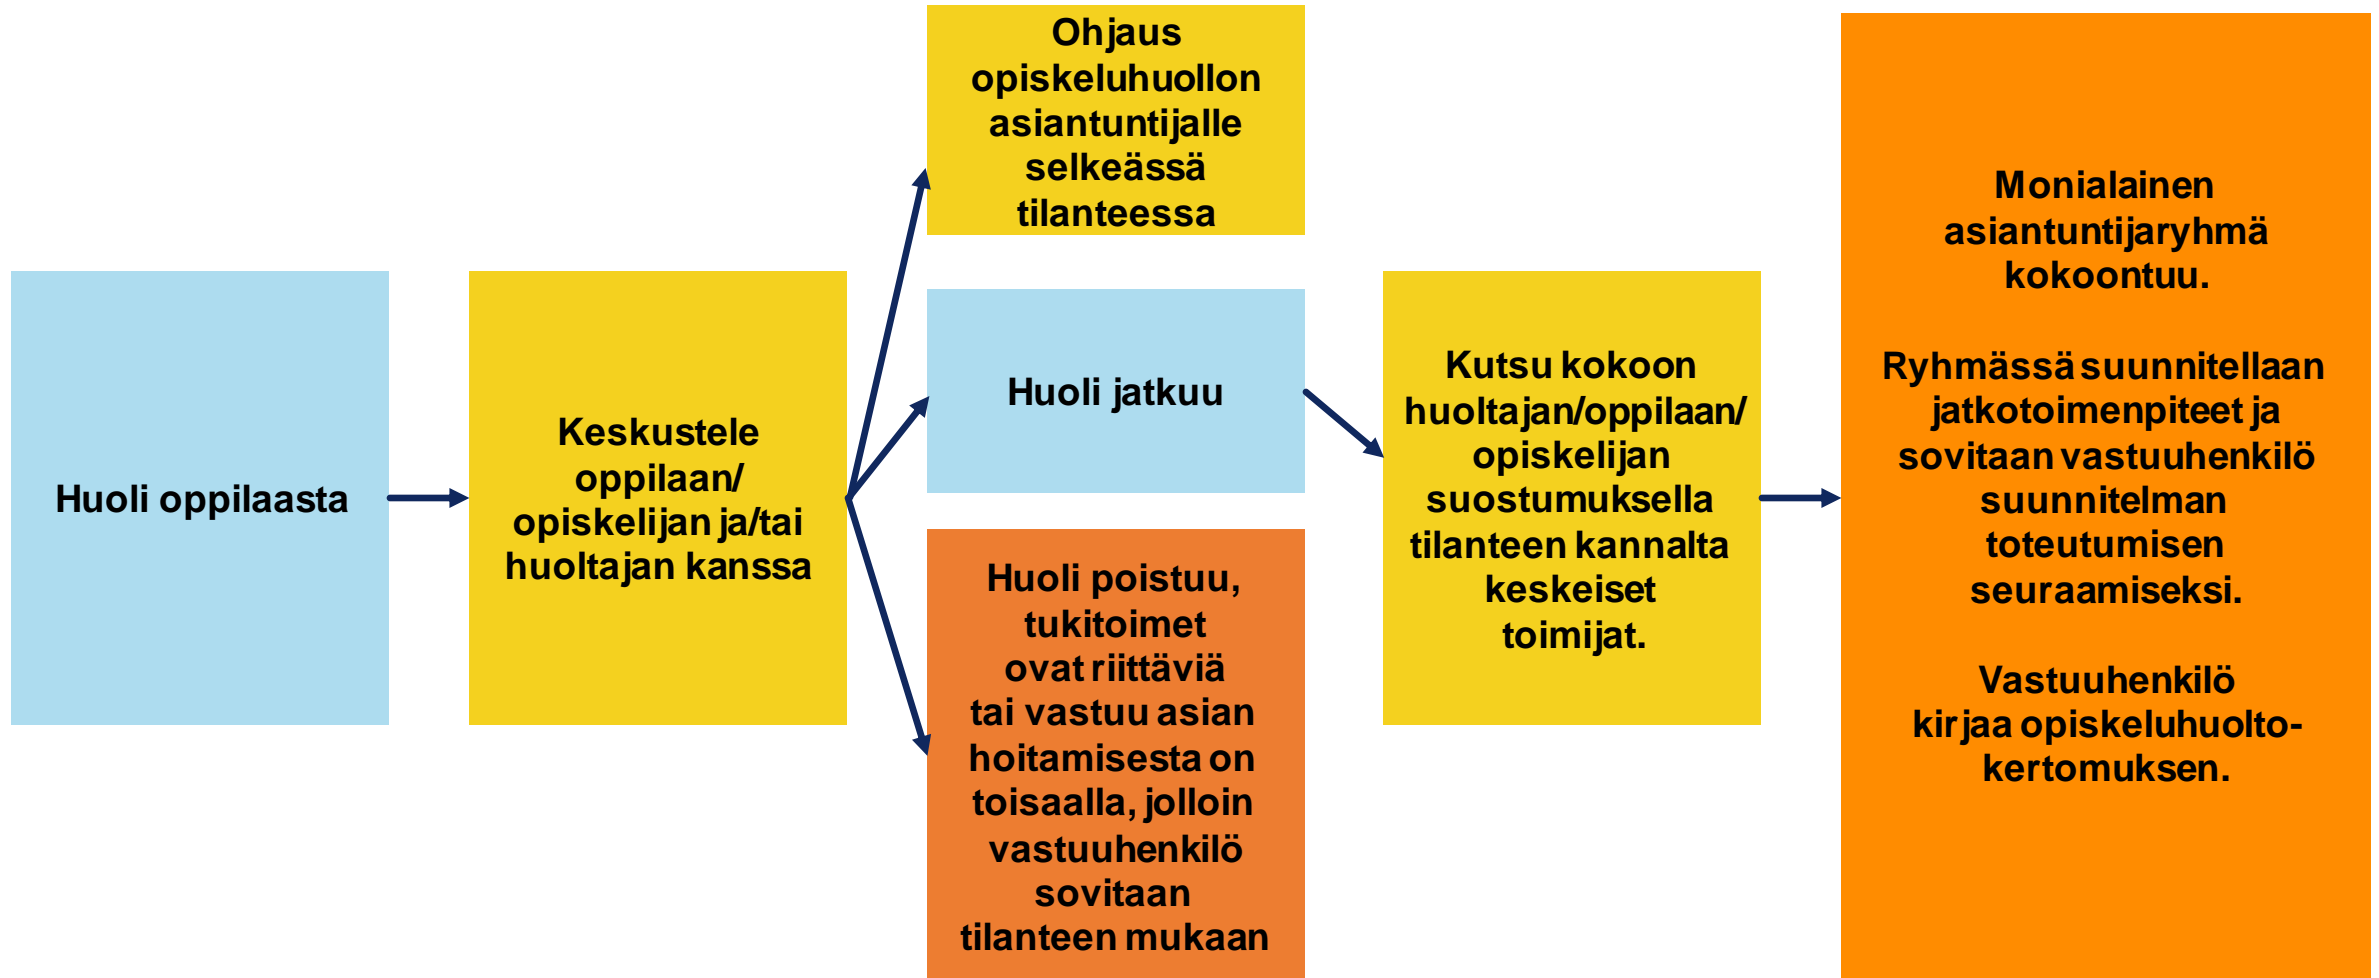 Huoli oppilaasta
Keskustele
oppilaan/
opiskelijan ja/tai
huoltajan kanssa
Ohjaus
opiskeluhuollon
asiantuntijalle
selkeässä
tilanteessa
Huoli jatkuu
Huoli poistuu,
tukitoimet
ovat riittäviä
tai vastuu asian
hoitamisesta on
toisaalla, jolloin
vastuuhenkilö
sovitaan
tilanteen mukaan
Kutsu kokoon
huoltajan/oppilaan/
opiskelijan
suostumuksella
tilanteen kannalta
keskeiset
toimijat.
Monialainen
asiantuntijaryhmä
kokoontuu.
Ryhmässä suunnitellaan
jatkotoimenpiteet ja
sovitaan vastuuhenkilö
suunnitelman
toteutumisen
seuraamiseksi.
Vastuuhenkilö
kirjaa opiskeluhuolto-
kertomuksen.